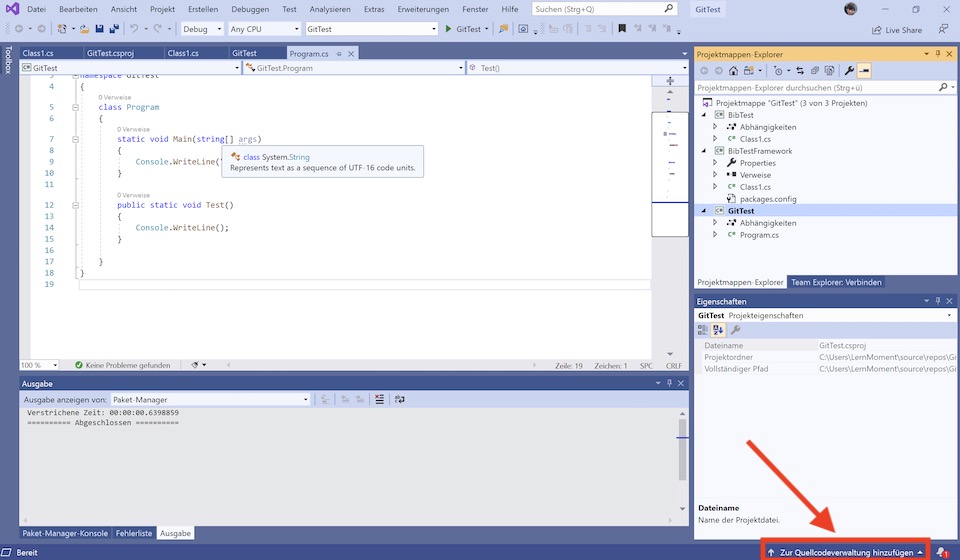 Datei Bearbeiten Ansicht Projekt Erstellen Debuggen Test Analysieren Extras Erweiterungen Fenster Hilfe Suchen (Strg+Q) GitTest
Debug Any CPU GitTest GitTest Live Share
Toolbox
Class1.cs GitTest.csproj Class1.cs GitTest Program.cs
GitTest GitTest.Program Test()
namespace GitTest
4 {
0 Verweise
5 class Program
6 {
0 Verweise
7 static void Main(string[] args)
8 {
9 Console.WriteLine("
class System.String
Represents text as a sequence of UTF-16 code units.
10 }
11
0 Verweise
12 public static void Test()
13 {
14 Console.WriteLine();
15 }
16
17 }
18 }
19
100 % Keine Probleme gefunden Zeile: 19 Zeichen: 1 SPC CRLF
Ausgabe
Ausgabe anzeigen von: Paket-Manager
Verstrichene Zeit: 00:00:00.6398859
========== Abgeschlossen ==========
Paket-Manager-Konsole Fehlerliste Ausgabe
Projektmappen-Explorer
Projektmappen-Explorer durchsuchen (Strg+ü)
Projektmappe "GitTest" (3 von 3 Projekten)
BibTest
Abhängigkeiten
Class1.cs
BibTestFramework
Properties
Verweise
Class1.cs
packages.config
GitTest
Abhängigkeiten
Program.cs
Projektmappen-Explorer Team Explorer: Verbinden
Eigenschaften
GitTest Projekteigenschaften
Dateiname GitTest.csproj
Projektordner C:\Users\LernMoment\source\repos\Gi
Vollständiger Pfad C:\Users\LernMoment\source\repos\Gi
Dateiname
Name der Projektdatei.
Bereit Zur Quellcodeverwaltung hinzufügen 1